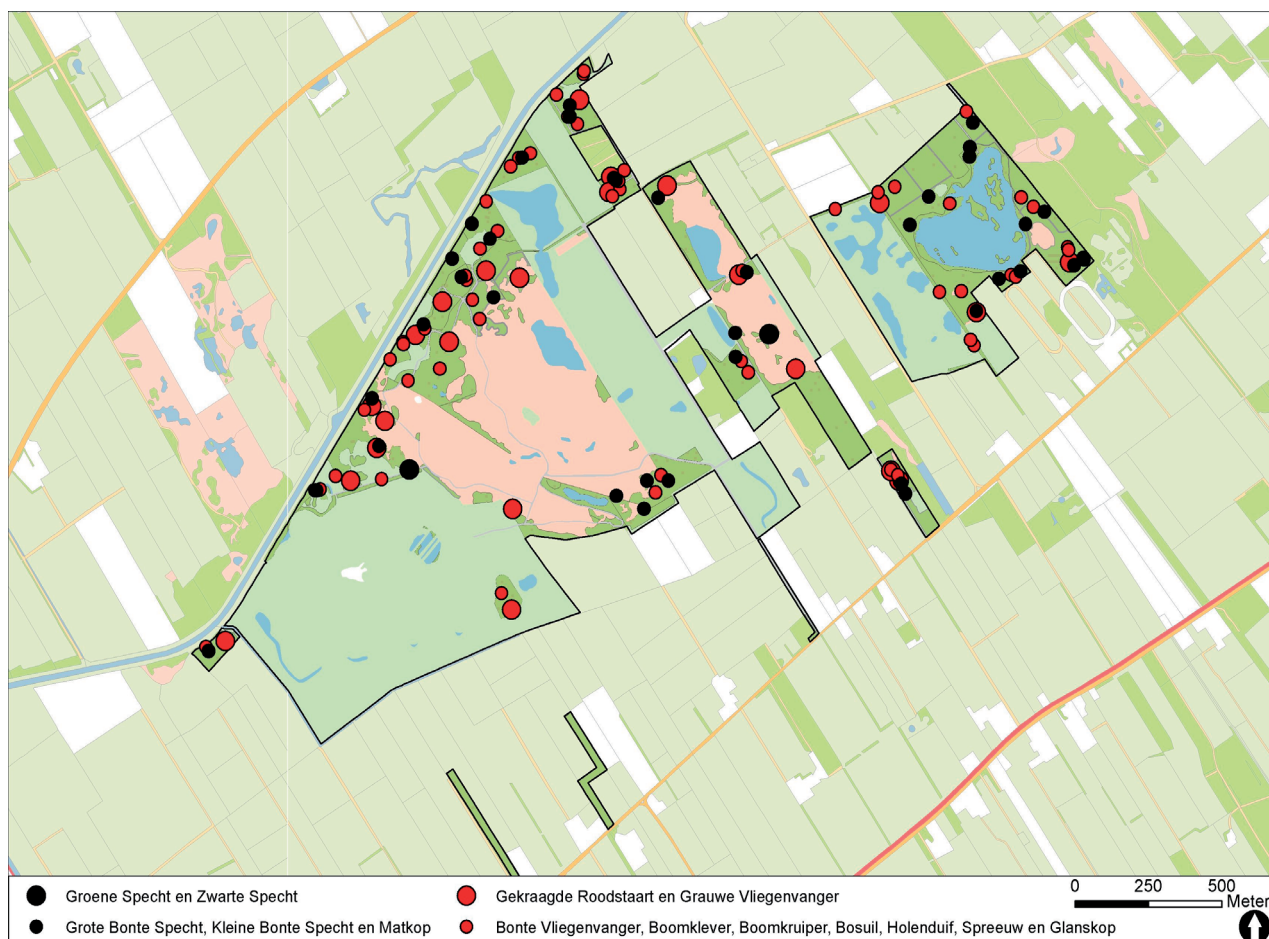 Groene Specht en Zwarte Specht
Gekraagde Roodstaart en Grauwe Vliegenvanger
0 250 500
Meter
Grote Bonte Specht, Kleine Bonte Specht en Matkop
Bonte Vliegenvanger, Boomklever, Boomkruiper, Bosuil, Holenduif, Spreeuw en Glanskop